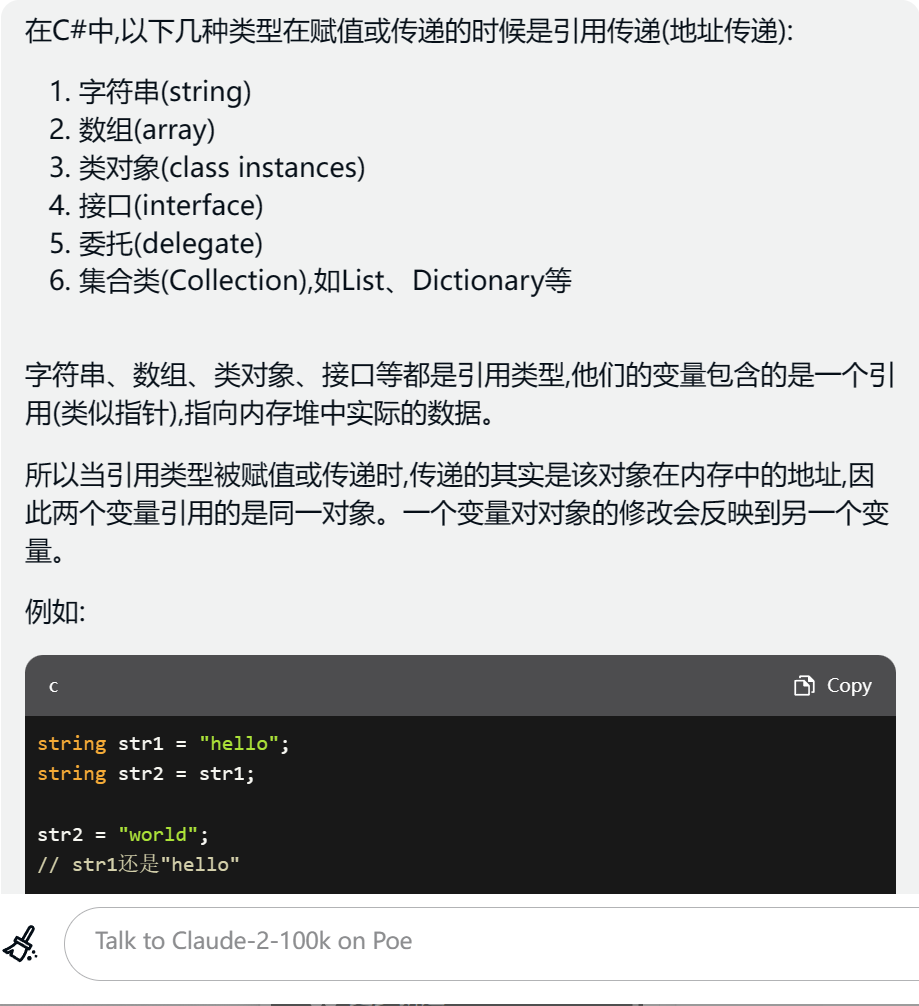 在C#中,以下几种类型在赋值或传递的时候是引用传递(地址传递):
1. 字符串(string)
2. 数组(array)
3. 类对象(class instances)
4. 接口(interface)
5. 委托(delegate)
6. 集合类(Collection),如List、Dictionary等
字符串、数组、类对象、接口等都是引用类型,他们的变量包含的是一个引
用(类似指针),指向内存堆中实际的数据。
所以当引用类型被赋值或传递时,传递的其实是该对象在内存中的地址,因
此两个变量引用的是同一对象。一个变量对对象的修改会反映到另一个变
量。
例如:
c Copy
string str1 = "hello";
string str2 = str1;
str2 = "world";
// str1还是"hello"
Talk to Claude-2-100k on Poe